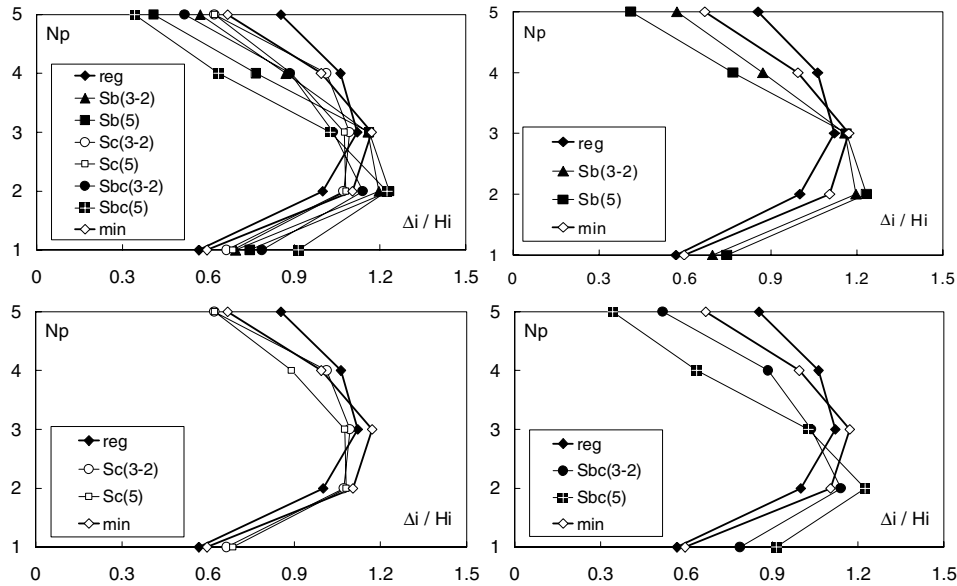 5
Np
4
reg
Sb(3-2)
Sb(5)
3
Sc(3-2)
Sc(5)
Sbc(3-2)
2
Sbc(5)
min
Δi / Hi
1
0 0.3 0.6 0.9 1.2 1.5
5
Np
4
3
reg
Sb(3-2)
2
Sb(5)
min
Δi / Hi
1
0 0.3 0.6 0.9 1.2 1.5
5
Np
4
3
reg
Sc(3-2)
2
Sc(5)
min
Δi / Hi
1
0 0.3 0.6 0.9 1.2 1.5
5
Np
4
3
reg
Sbc(3-2)
2
Sbc(5)
min
Δi / Hi
1
0 0.3 0.6 0.9 1.2 1.5